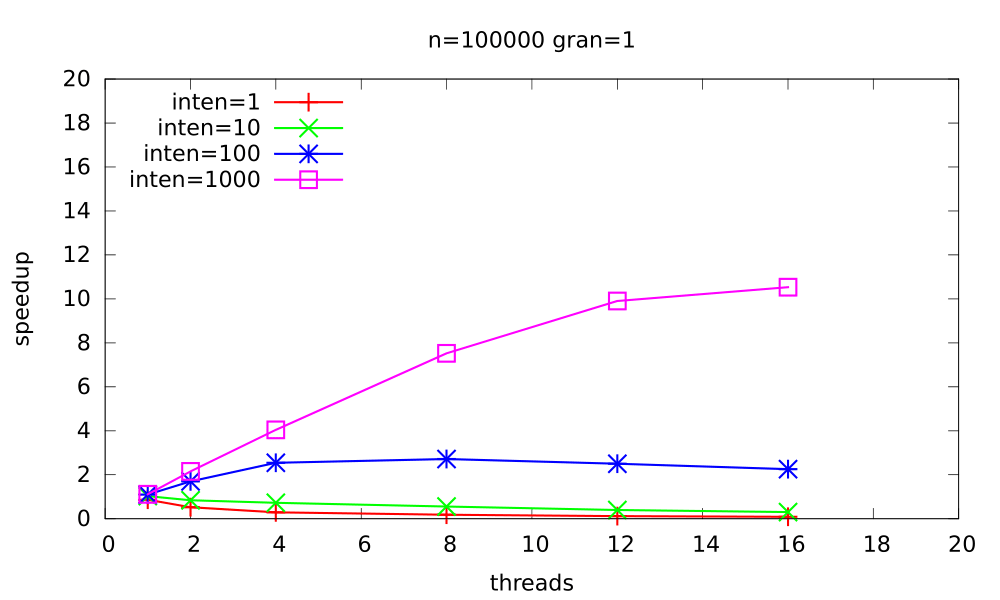 n=100000 gran=1
20
18
16
14
12
10
8
6
4
2
0
inten=1
inten=10
inten=100
inten=1000
speedup
0 2 4 6 8 10 12 14 16 18 20
threads